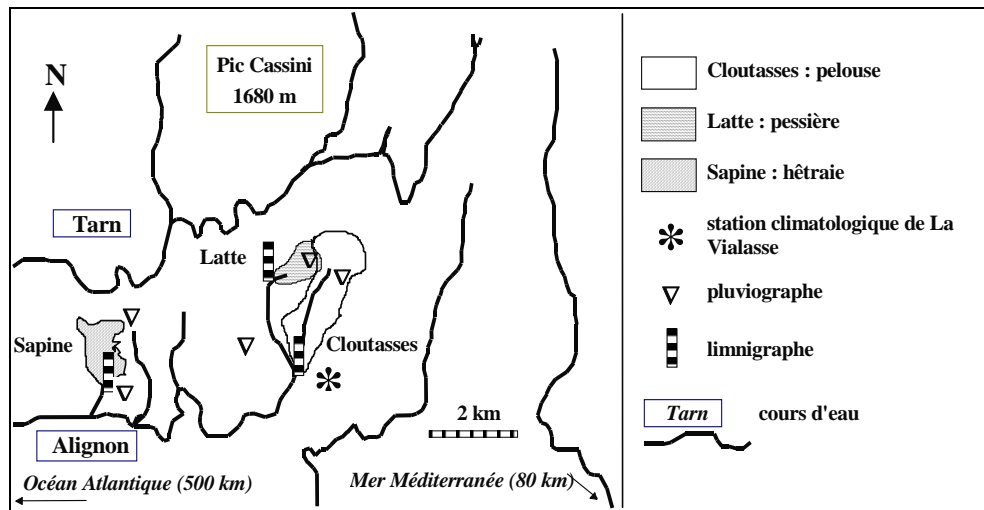 N
Pic Cassini
1680 m
Tarn
Latte
Sapine
Cloutasses
2 km
Alignon
Océan Atlantique (500 km)
Mer Méditerranée (80 km)
Cloutasses : pelouse
Latte : pessière
Sapine : hêtraie
station climatologique de La
Vialasse
pluviographe
limnigraphe
Tarn
cours d'eau